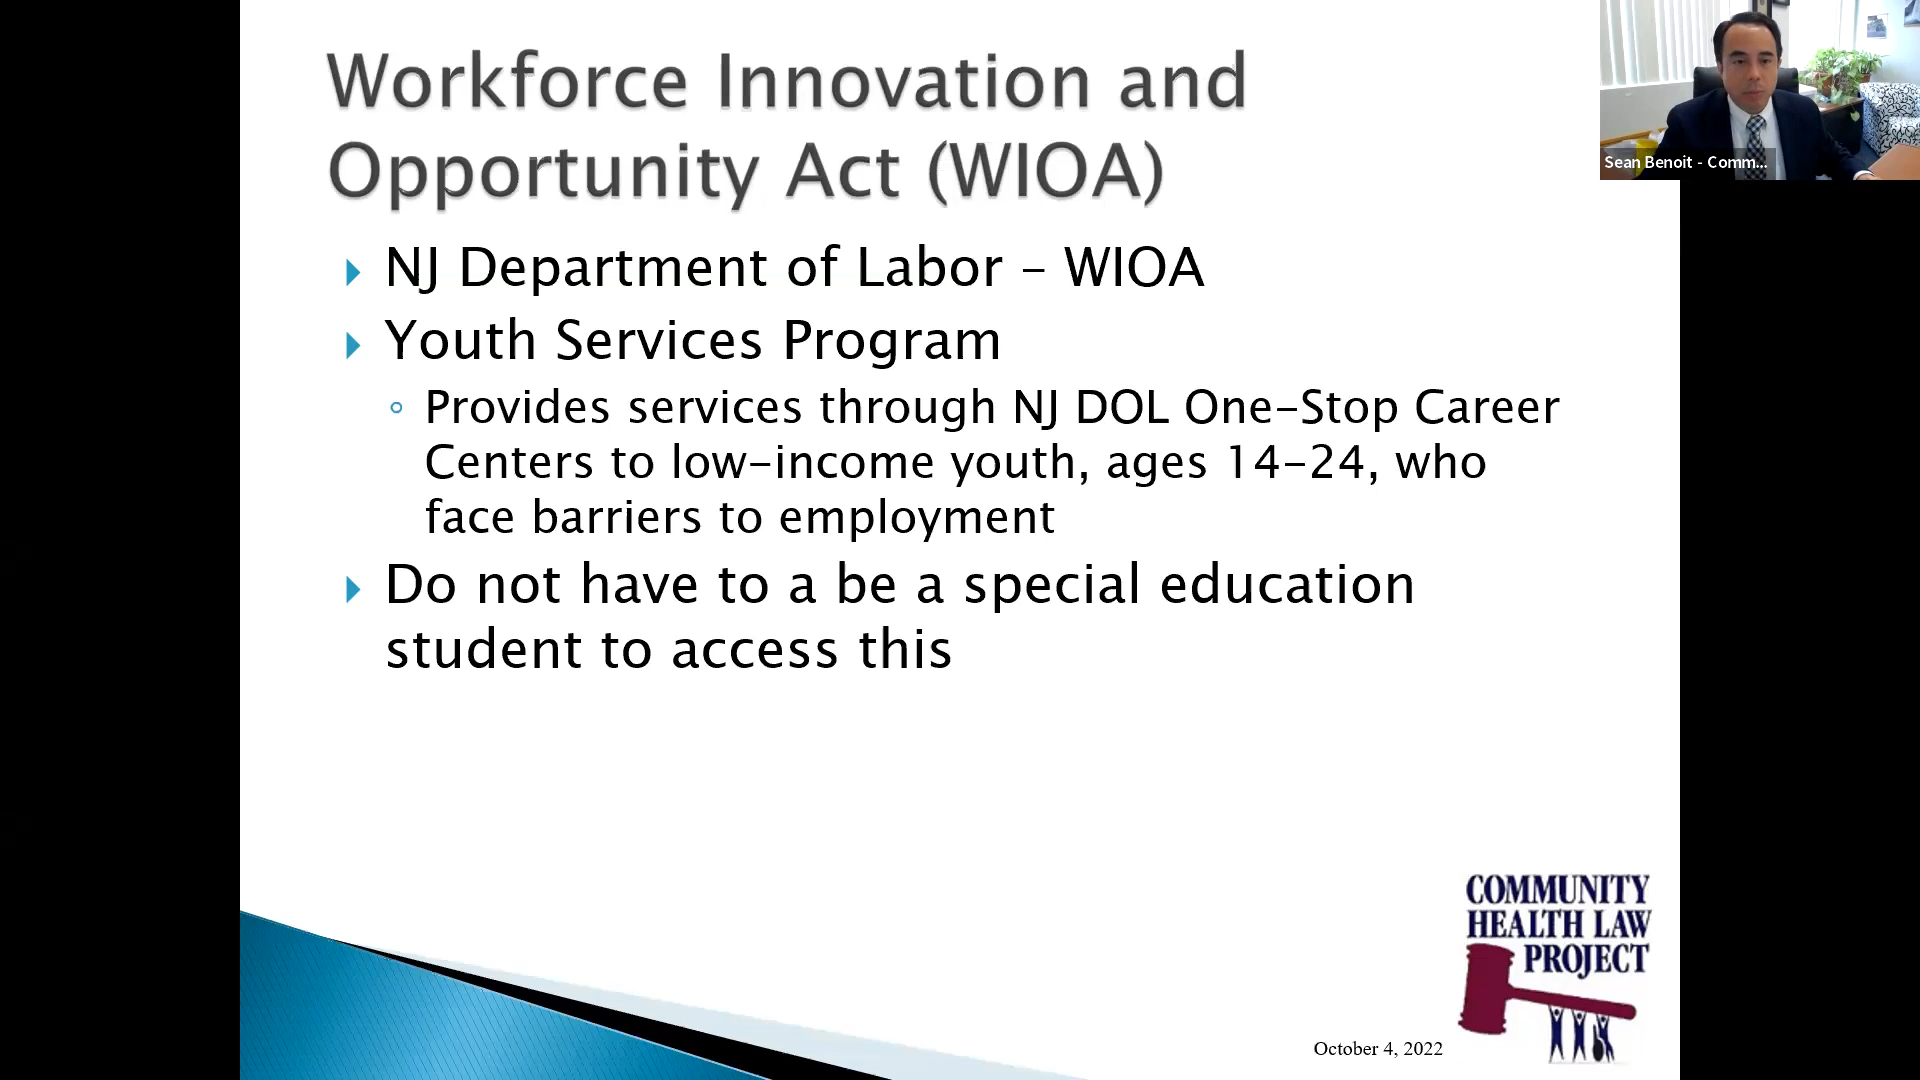 Workforce Innovation and
Opportunity Act (WIOA)
NJ Department of Labor – WIOA
Youth Services Program
Provides services through NJ DOL One-Stop Career
Centers to low-income youth, ages 14-24, who
face barriers to employment
Do not have to a be a special education
student to access this
Sean Benoit - Comm...
COMMUNITY
HEALTH LAW
PROJECT
October 4, 2022